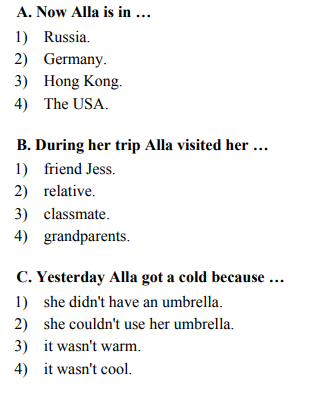 A. Now Alla is in …
1) Russia.
2) Germany.
3) Hong Kong.
4) The USA.
B. During her trip Alla visited her …
1) friend Jess.
2) relative.
3) classmate.
4) grandparents.
C. Yesterday Alla got a cold because …
1) she didn't have an umbrella.
2) she couldn't use her umbrella.
3) it wasn't warm.
4) it wasn't cool.